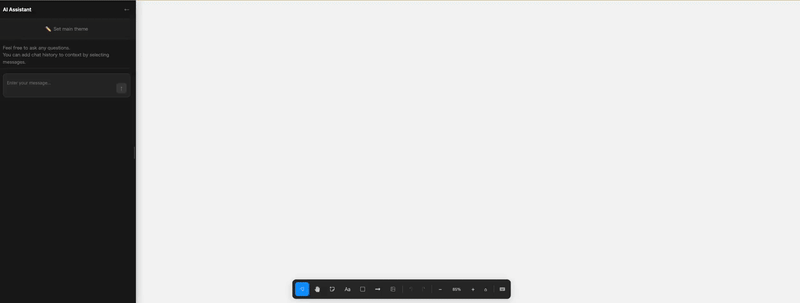 AI Assistant
Set main theme
Feel free to ask any questions.
You can add chat history to context by selecting
messages.
Enter your message...
Aa
85%